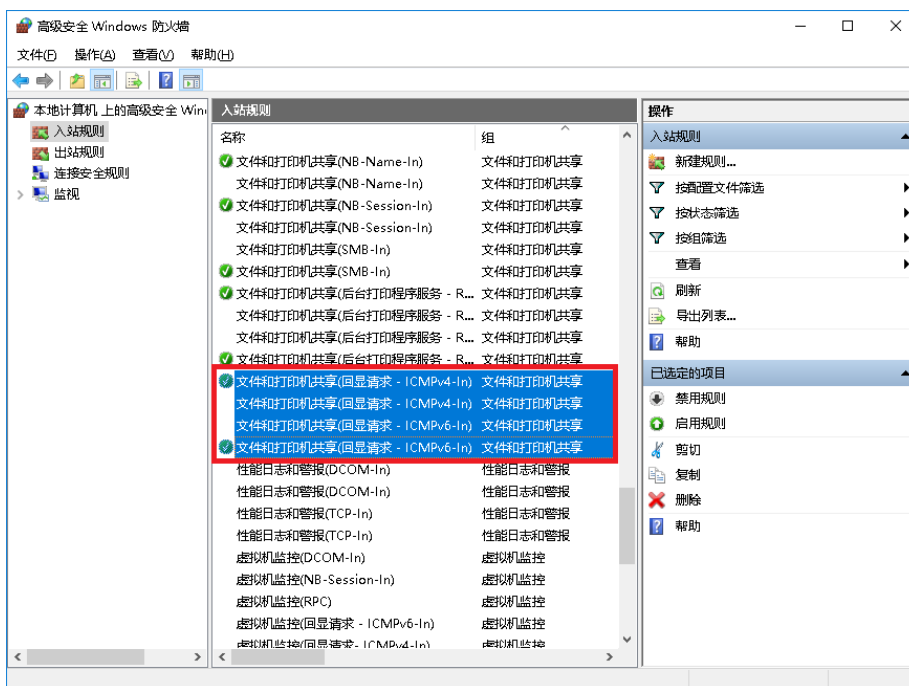 高级安全 Windows 防火墙
文件(F) 操作(A) 查看(V) 帮助(H)
本地计算机 上的高级安全 Win
入站规则
出站规则
连接安全规则
监视
入站规则
名称 组
文件和打印机共享(NB-Name-In) 文件和打印机共享
文件和打印机共享(NB-Name-In) 文件和打印机共享
文件和打印机共享(NB-Session-In) 文件和打印机共享
文件和打印机共享(NB-Session-In) 文件和打印机共享
文件和打印机共享(SMB-In) 文件和打印机共享
文件和打印机共享(SMB-In) 文件和打印机共享
文件和打印机共享(后台打印程序服务 - R... 文件和打印机共享
文件和打印机共享(后台打印程序服务 - R... 文件和打印机共享
文件和打印机共享(后台打印程序服务 - R... 文件和打印机共享
文件和打印机共享(后台打印程序服务 - R... 文件和打印机共享
文件和打印机共享(回显请求 - ICMPv4-In) 文件和打印机共享
文件和打印机共享(回显请求 - ICMPv4-In) 文件和打印机共享
文件和打印机共享(回显请求 - ICMPv6-In) 文件和打印机共享
文件和打印机共享(回显请求 - ICMPv6-In) 文件和打印机共享
性能日志和警报(DCOM-In) 性能日志和警报
性能日志和警报(DCOM-In) 性能日志和警报
性能日志和警报(TCP-In) 性能日志和警报
性能日志和警报(TCP-In) 性能日志和警报
虚拟机监控(DCOM-In) 虚拟机监控
虚拟机监控(NB-Session-In) 虚拟机监控
虚拟机监控(RPC) 虚拟机监控
虚拟机监控(回显请求 - ICMPv6-In) 虚拟机监控
虚拟机监控(回显请求- ICMPv4-In) 虚拟机监控
操作
入站规则
新建规则...
按配置文件筛选
按状态筛选
按组筛选
查看
刷新
导出列表...
帮助
已选定的项目
禁用规则
启用规则
剪切
复制
删除
帮助